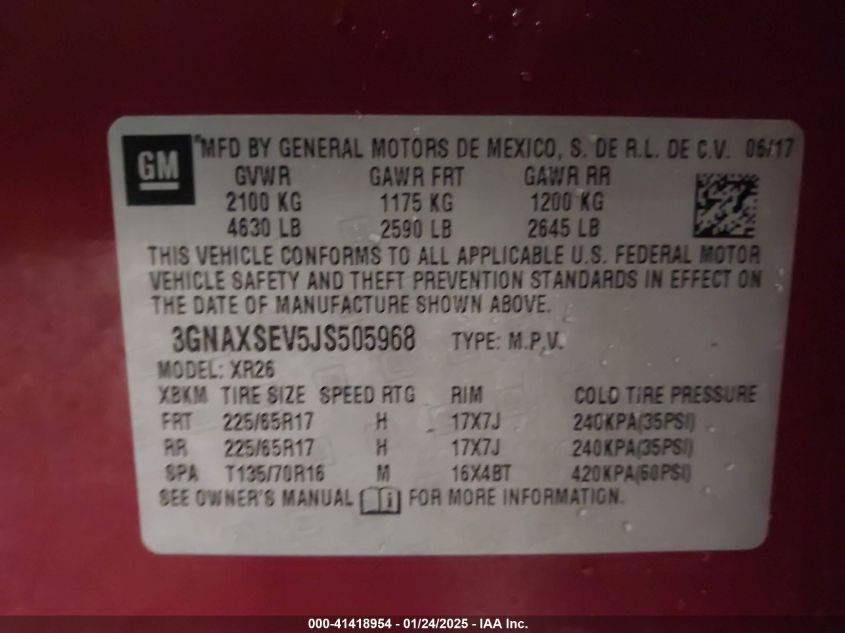 GM
MFD BY GENERAL MOTORS DE MEXICO, S. DE R.L. DE C.V. 06/17
GVWR GAWR FRT GAWR RR
2100 KG 1175 KG 1200 KG
4630 LB 2590 LB 2645 LB
THIS VEHICLE CONFORMS TO ALL APPLICABLE U.S. FEDERAL MOTOR
VEHICLE SAFETY AND THEFT PREVENTION STANDARDS IN EFFECT ON
THE DATE OF MANUFACTURE SHOWN ABOVE.
3GNAXSEV5JS505968 TYPE: M.P.V.
MODEL: XR26
XBKM TIRE SIZE SPEED RTG RIM COLD TIRE PRESSURE
FRT 225/65R17 H 17X7J 240KPA(35PSI)
RR 225/65R17 H 17X7J 240KPA(35PSI)
SPA T135/70R16 M 16X4BT 420KPA(60PSI)
SEE OWNER'S MANUAL i FOR MORE INFORMATION.
000-41418954 - 01/24/2025 - IAA Inc.